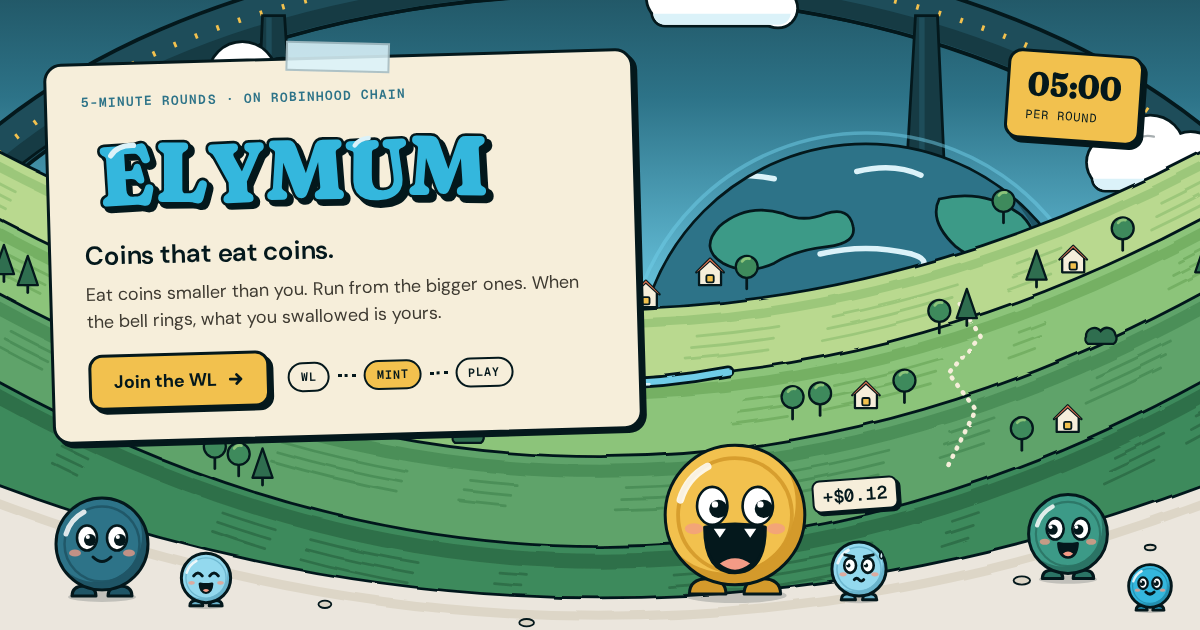 5-MINUTE ROUNDS · ON ROBINHOOD CHAIN
ELYMUM
Coins that eat coins.
Eat coins smaller than you. Run from the bigger ones. When
the bell rings, what you swallowed is yours.
Join the WL →
WL
MINT
PLAY
05:00
PER ROUND
+$0.12